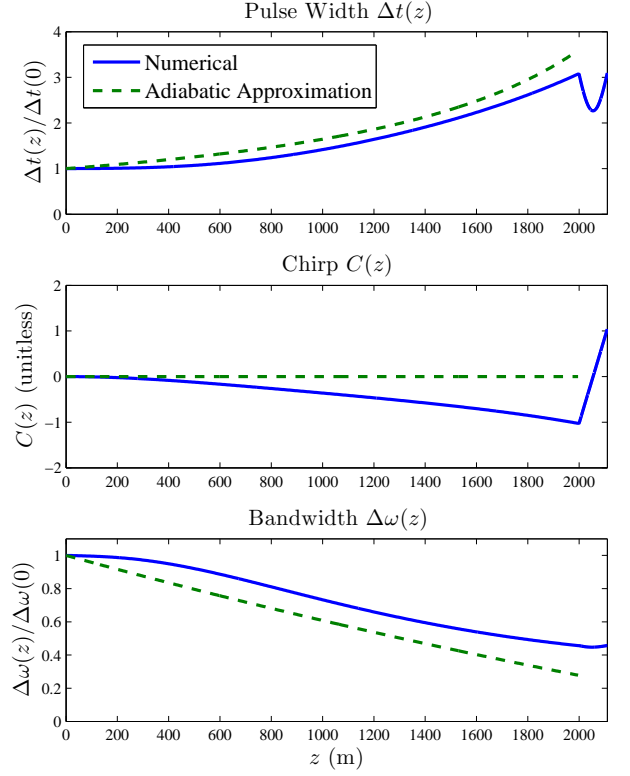 Pulse Width Δt(z)
Δt(z)/Δt(0)
4
3
2
1
0
Numerical
Adiabatic Approximation
0 200 400 600 800 1000 1200 1400 1600 1800 2000
Chirp C(z)
C(z) (unitless)
2
1
0
−1
−2
0 200 400 600 800 1000 1200 1400 1600 1800 2000
Bandwidth Δω(z)
Δω(z)/Δω(0)
1
0.8
0.6
0.4
0.2
0
0 200 400 600 800 1000 1200 1400 1600 1800 2000
z (m)